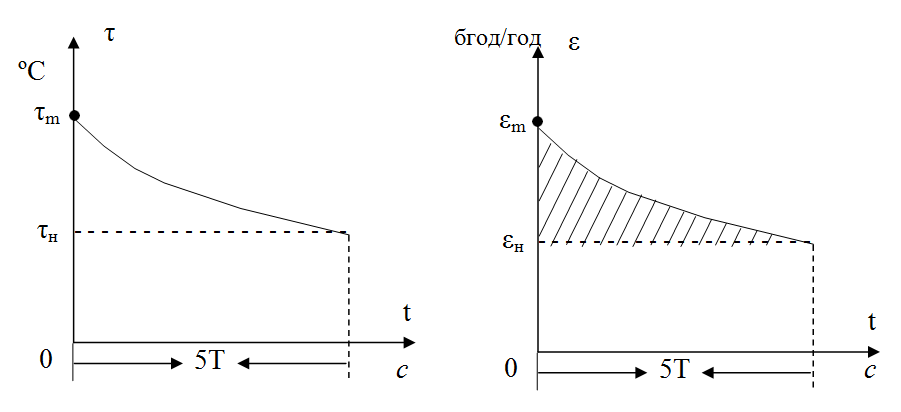 τ
ºC
τm
τн
t
0
5T
c
бгод/год
ε
εm
εн
t
0
5T
c